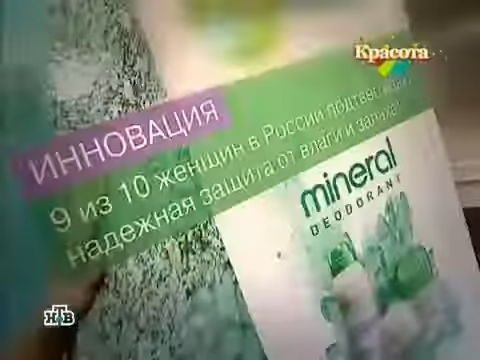 Красота
ИННОВАЦИЯ
9 из 10 женщин в России
надежная защита от влаги и запаха
mineral
DEODORANT
НТВ